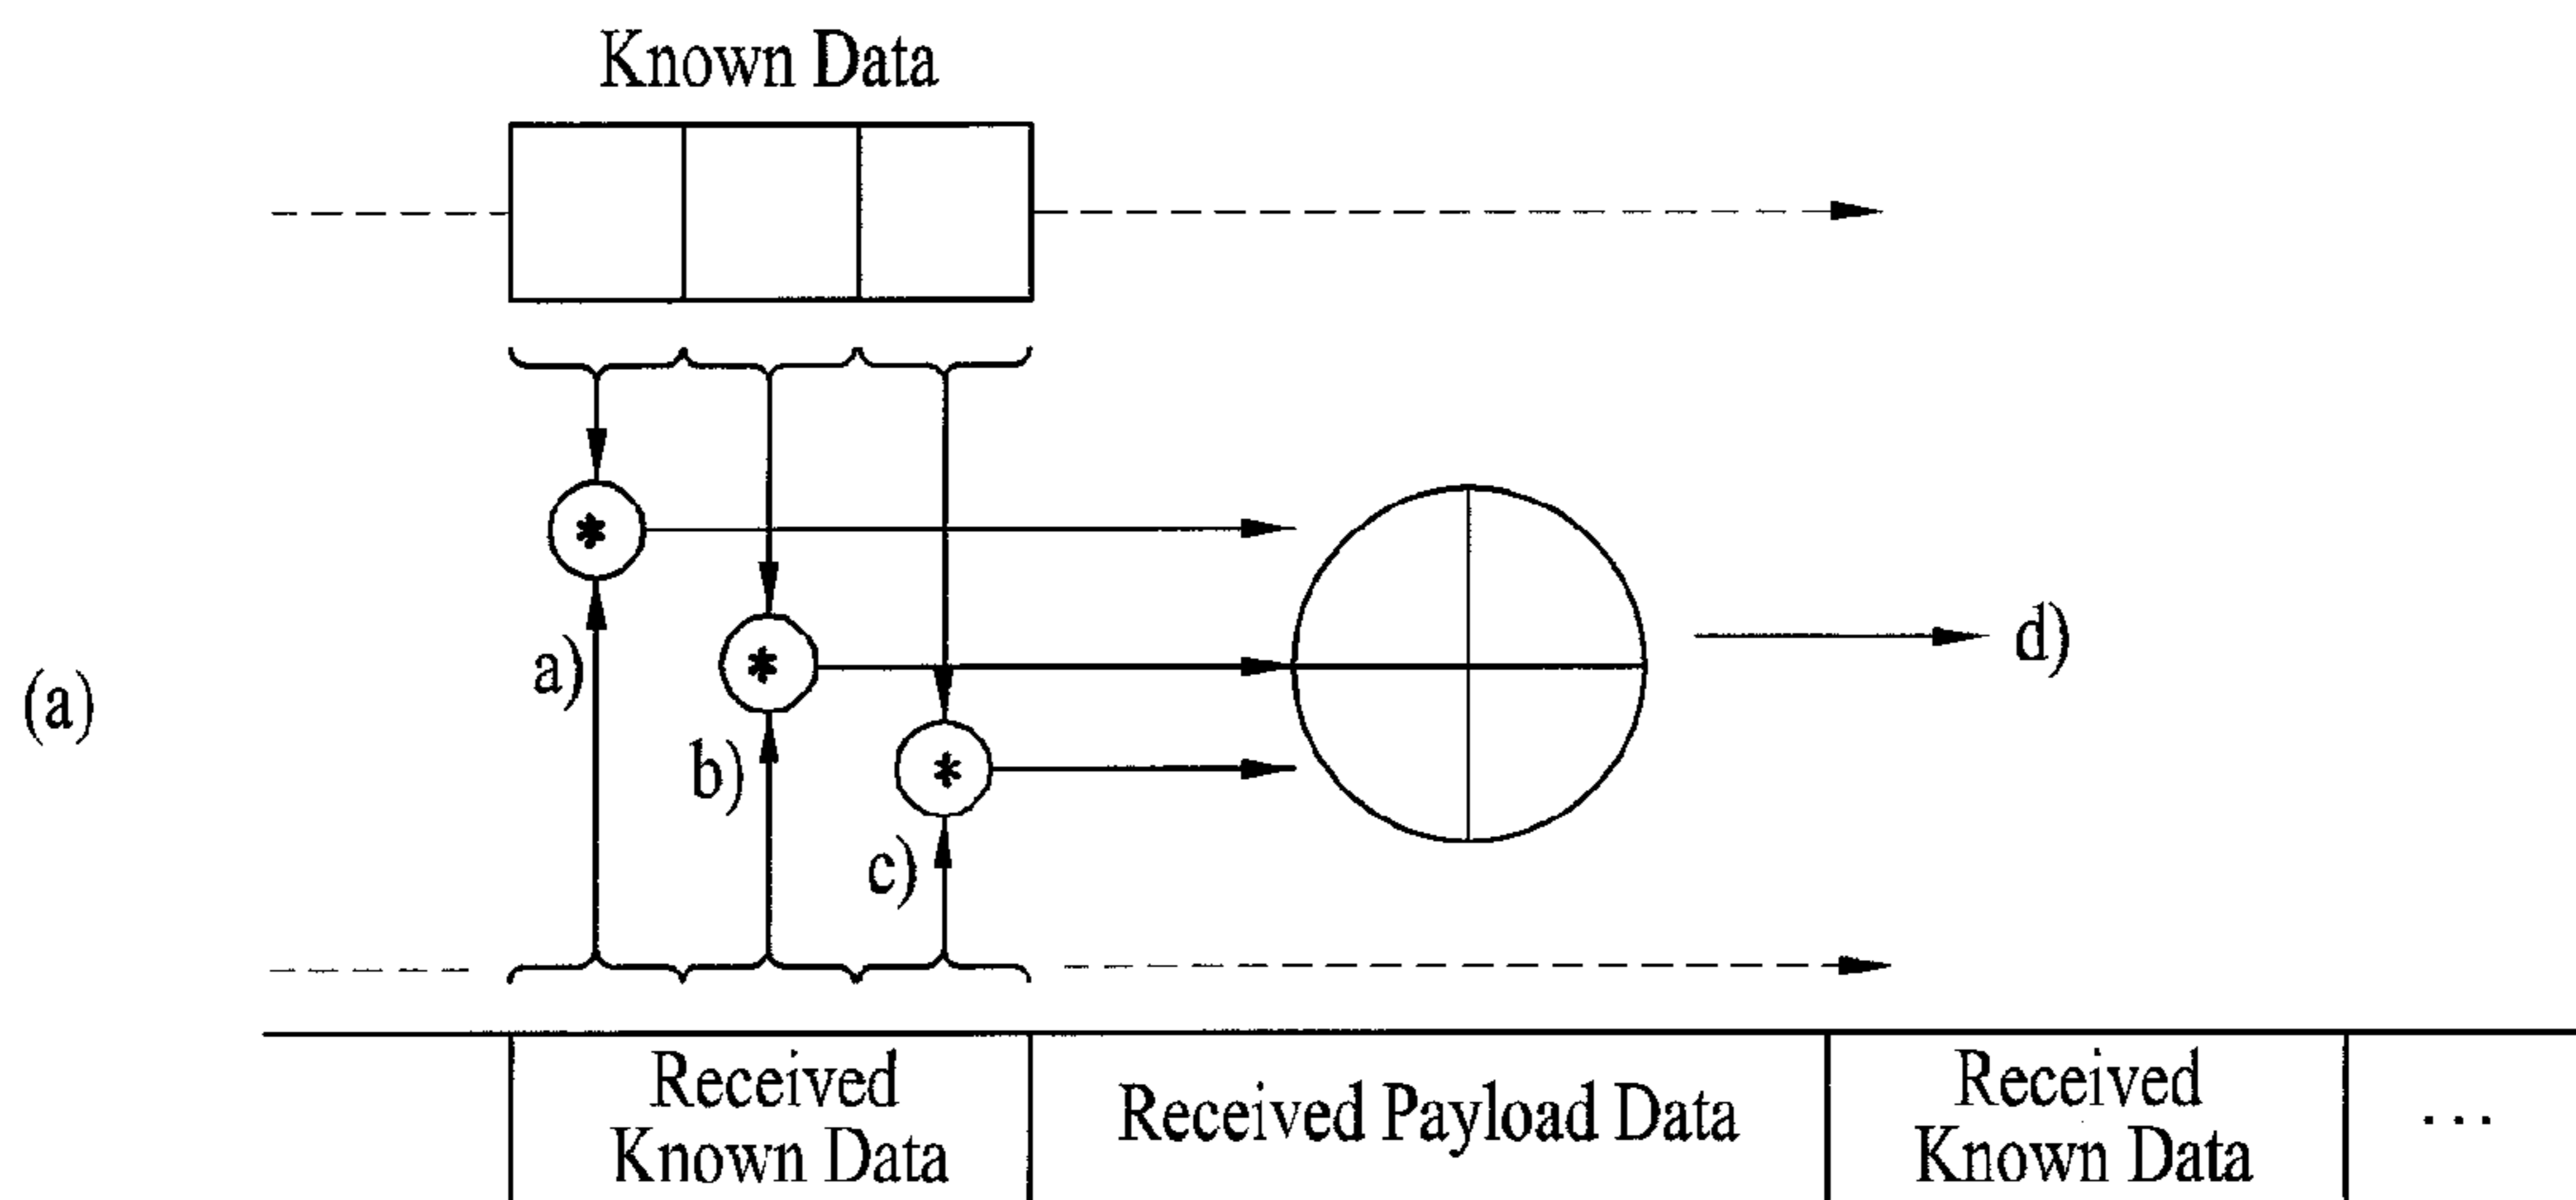 Known Data
*
*
*
a)
b)
c)
d)
(a)
Received
Known Data
Received Payload Data
Received
Known Data
...